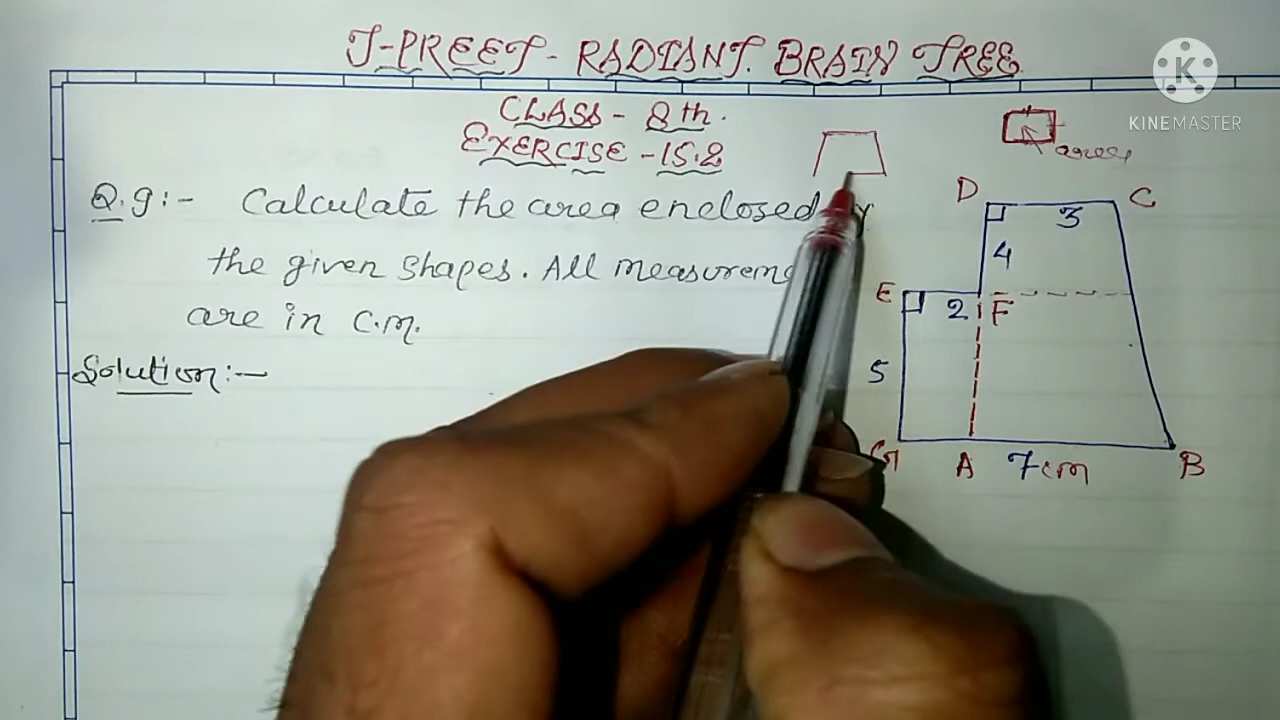 J-PREET - RADIANT. BRAIN TREE.
K
KINEMASTER
CLASS - 8th.
EXERCISE - 15.2
area
Q.9:- Calculate the area enclosed
the given shapes. All
are in c.m.
Solution:-
D
C
3
4
E
2
F
5
G
A
7cm
B